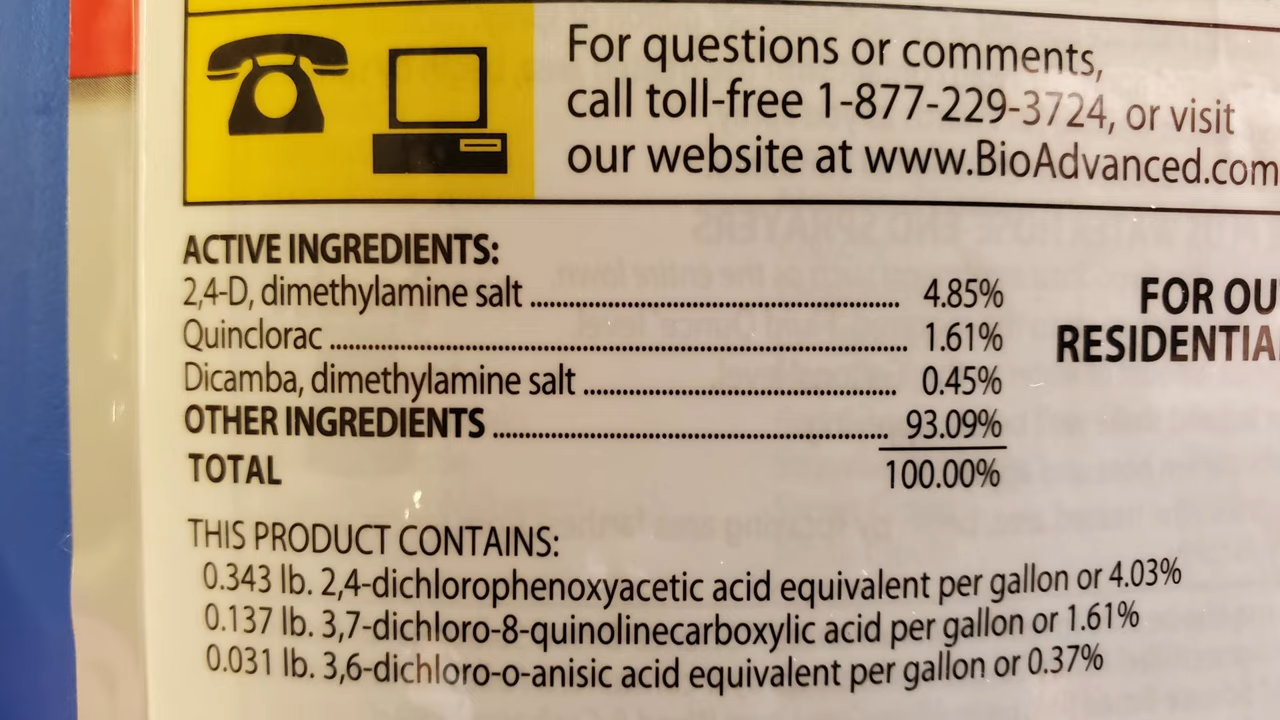 For questions or comments,
call toll-free 1-877-229-3724, or visit
our website at www.BioAdvanced.com
ACTIVE INGREDIENTS:
2,4-D, dimethylamine salt ........................................ 4.85%
Quinclorac ........................................ 1.61%
Dicamba, dimethylamine salt ........................................ 0.45%
OTHER INGREDIENTS ........................................ 93.09%
TOTAL 100.00%
FOR OU
RESIDENTIA
THIS PRODUCT CONTAINS:
0.343 lb. 2,4-dichlorophenoxyacetic acid equivalent per gallon or 4.03%
0.137 lb. 3,7-dichloro-8-quinolinecarboxylic acid per gallon or 1.61%
0.031 lb. 3,6-dichloro-o-anisic acid equivalent per gallon or 0.37%